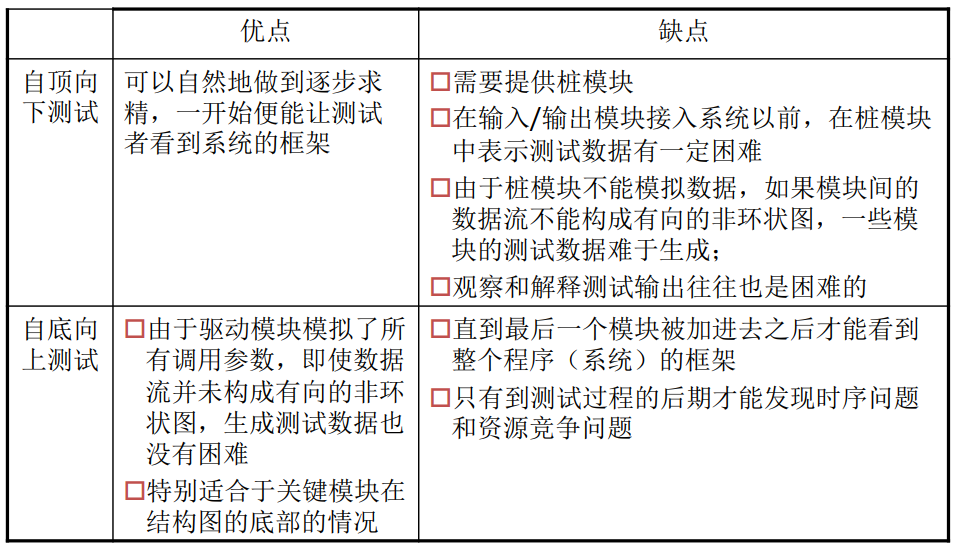 优点
缺点
自顶向
下测试
可以自然地做到逐步求
精，一开始便能让测试
者看到系统的框架
□需要提供桩模块
□在输入/输出模块接入系统以前，在桩模块
中表示测试数据有一定困难
□由于桩模块不能模拟数据，如果模块间的
数据流不能构成有向的非环状图，一些模
块的测试数据难于生成；
□观察和解释测试输出往往也是困难的
自底向
上测试
□由于驱动模块模拟了所
有调用参数，即使数据
流并未构成有向的非环
状图，生成测试数据也
没有困难
□特别适合于关键模块在
结构图的底部的情况
□直到最后一个模块被加进去之后才能看到
整个程序（系统）的框架
□只有到测试过程的后期才能发现时序问题
和资源竞争问题